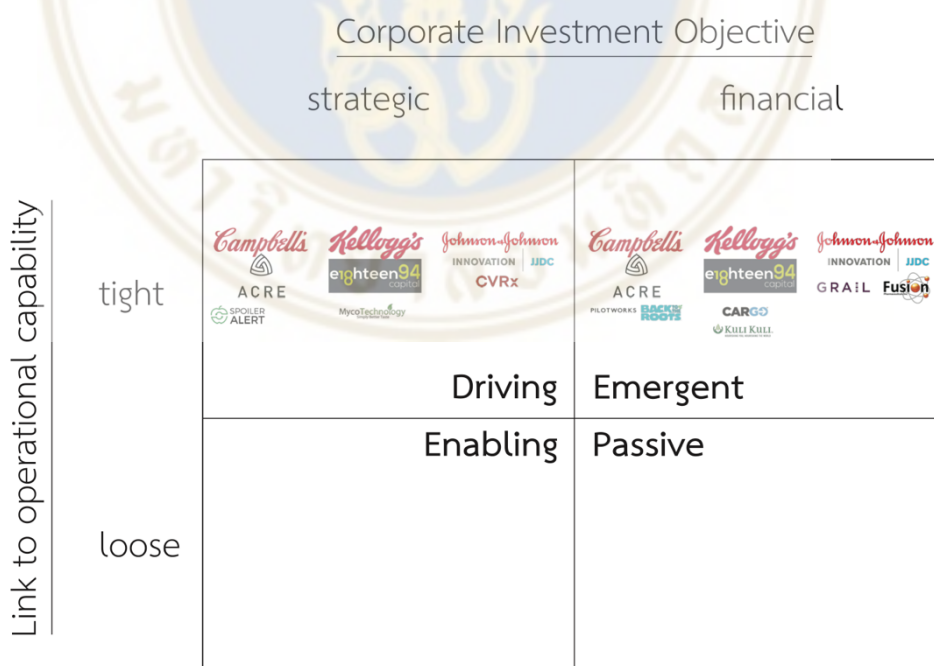 Corporate Investment Objective
strategic financial
Link to operational capability
tight
Campbell's Kellogg's Johnson & Johnson
ACRE
eighteen94
capital
INNOVATION JJDC
CVRx
SPOILER
ALERT
MycoTechnology
Campbell's Kellogg's Johnson & Johnson
ACRE
eighteen94
capital
INNOVATION JJDC
GRAIL Fusion
PILOTWORKS BACK TO THE ROOTS
CARGO
KULI KULI
Driving Emergent
Enabling Passive
loose